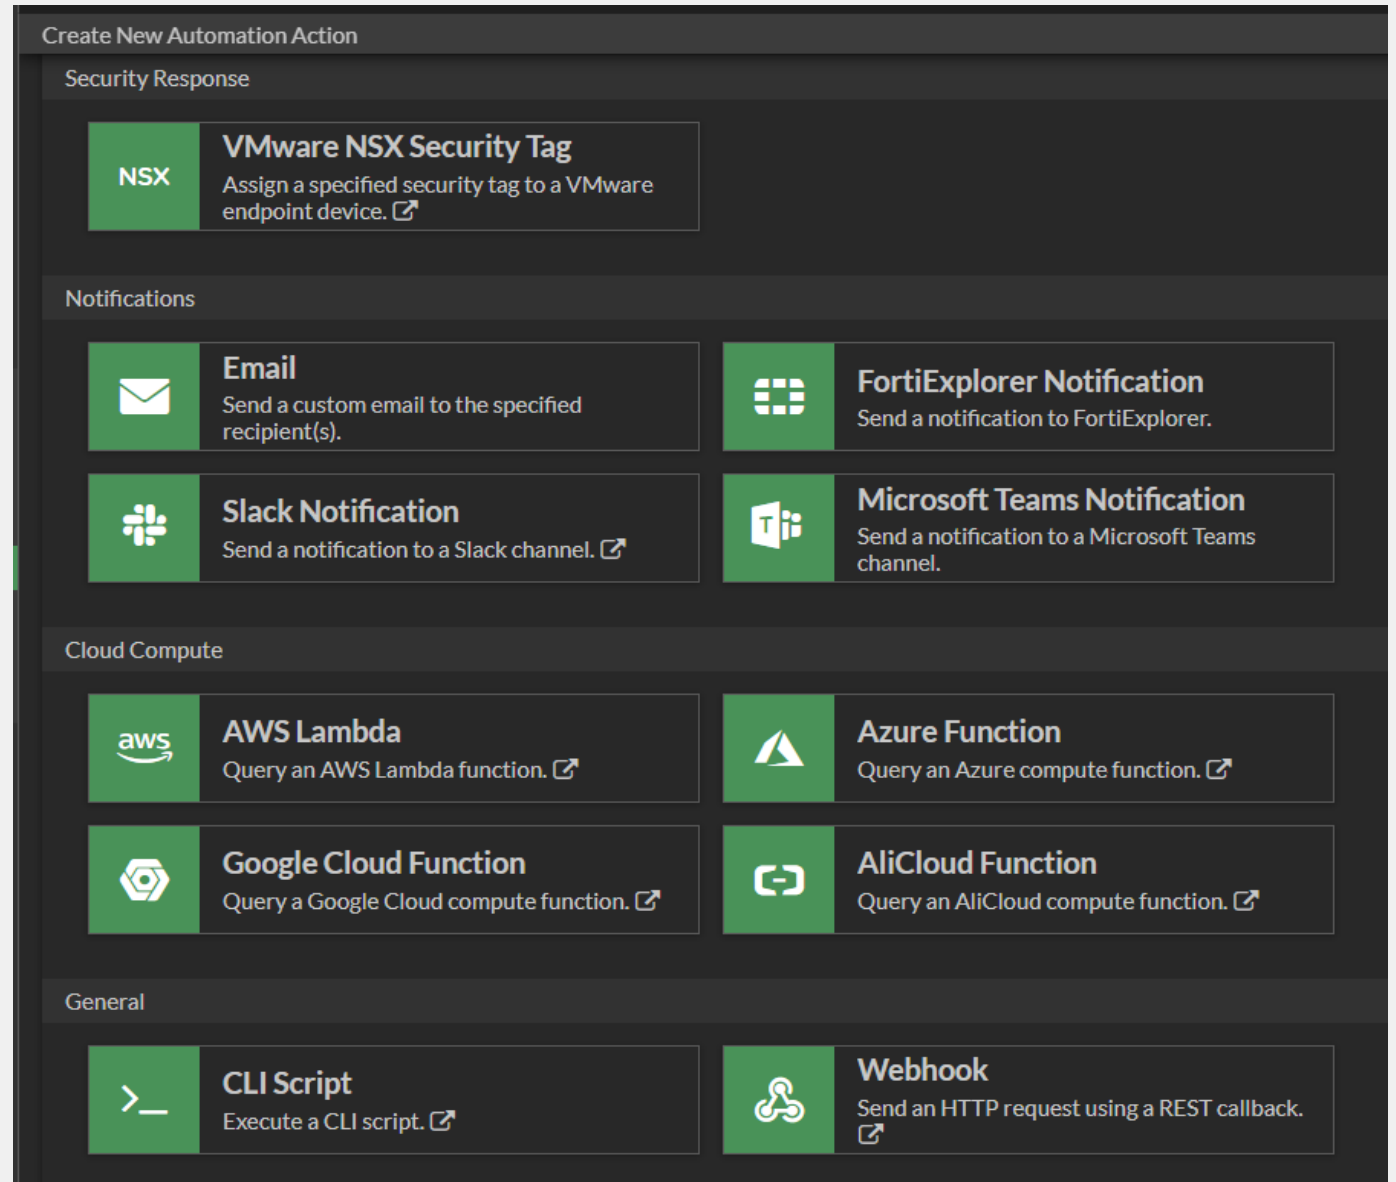 Create New Automation Action
Security Response
NSX
VMware NSX Security Tag
Assign a specified security tag to a VMware
endpoint device.
Notifications
Email
Send a custom email to the specified
recipient(s).
FortiExplorer Notification
Send a notification to FortiExplorer.
Slack Notification
Send a notification to a Slack channel.
T
Microsoft Teams Notification
Send a notification to a Microsoft Teams
channel.
Cloud Compute
aws
AWS Lambda
Query an AWS Lambda function.
Azure Function
Query an Azure compute function.
Google Cloud Function
Query a Google Cloud compute function.
AliCloud Function
Query an AliCloud compute function.
General
CLI Script
Execute a CLI script.
Webhook
Send an HTTP request using a REST callback.